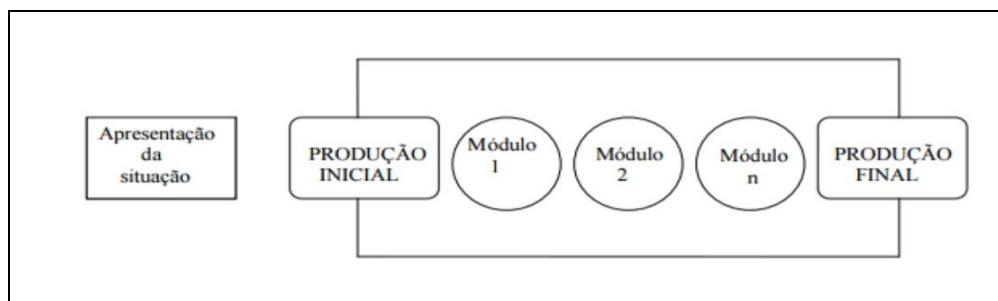 Apresentação
da
situação
PRODUÇÃO
INICIAL
Módulo
1
Módulo
2
Módulo
n
PRODUÇÃO
FINAL